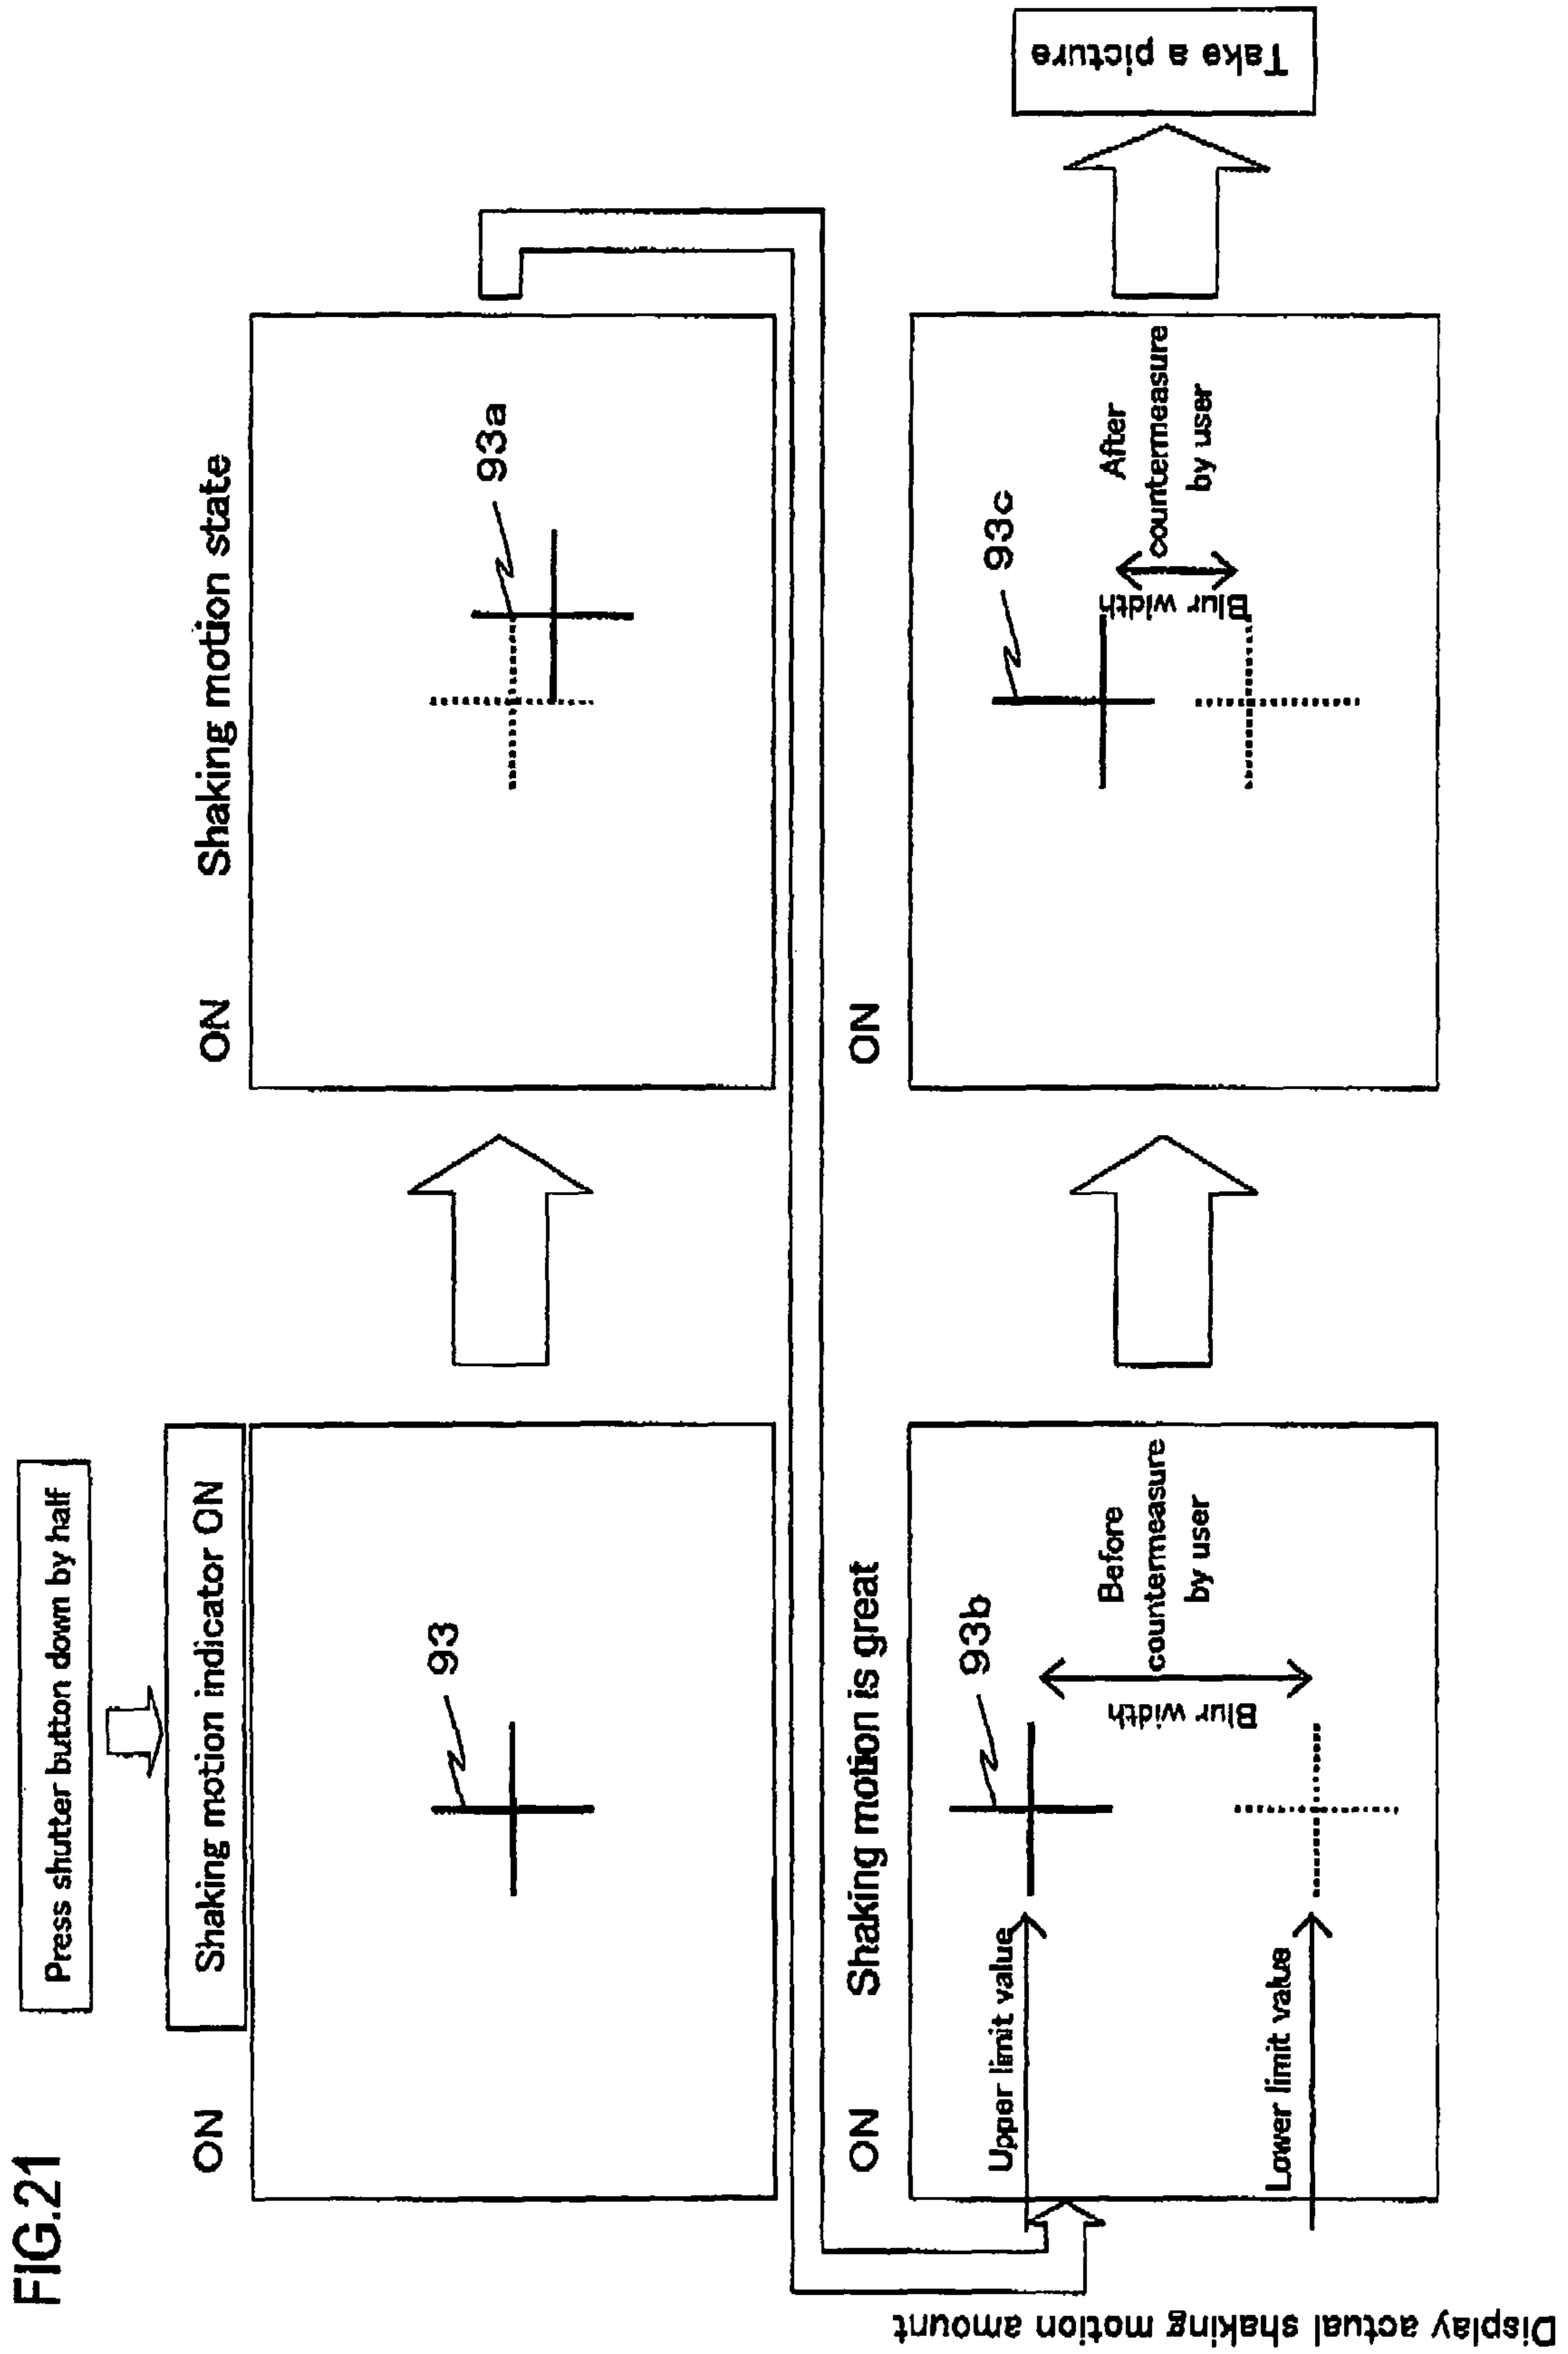 FIG.21
Press shutter button down by half
ON
Shaking motion indicator ON
93
ON
Shaking motion state
93a
Display actual shaking motion amount
ON
Shaking motion is great
Upper limit value
Lower limit value
93b
Blur width
Before
countermeasure
by user
ON
93c
Blur width
After
countermeasure
by user
Take a picture